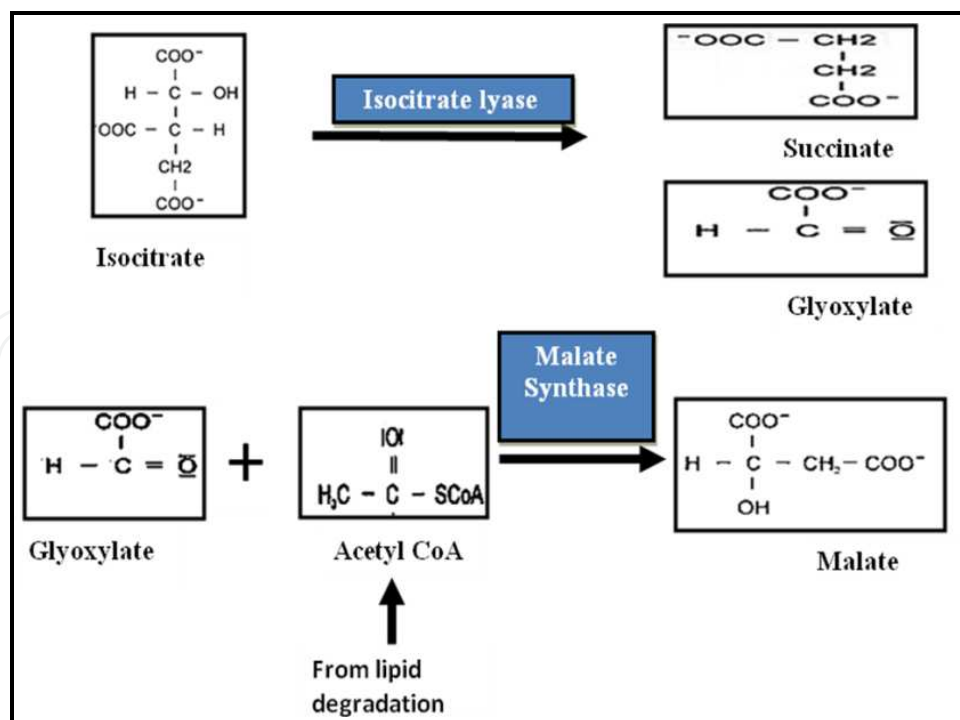 COO⁻
H – C – OH
⁻OOC – C – H
CH2
COO⁻
Isocitrate
Isocitrate lyase
⁻OOC – CH2
CH2
COO⁻
Succinate
COO⁻
H – C = O
Glyoxylate
COO⁻
H – C = O
Glyoxylate
+
|O|
H₃C – C – SCoA
Acetyl CoA
From lipid
degradation
Malate
Synthase
COO⁻
H – C – CH₂–COO⁻
OH
Malate